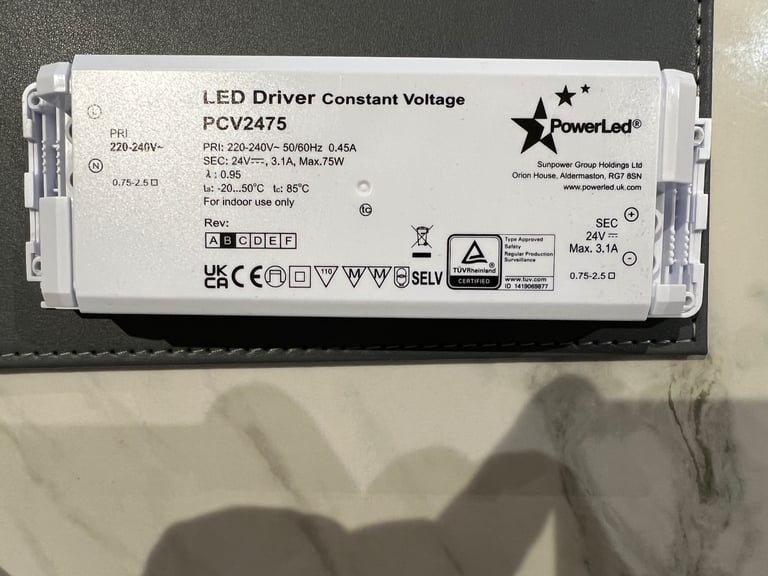 LED Driver Constant Voltage
PCV2475
PRI: 220-240V~ 50/60Hz 0.45A
SEC: 24V⎓, 3.1A, Max.75W
λ : 0.95
ta: -20...50°C tc: 85°C
For indoor use only
tc
Rev:
A B C D E F
UK CA CE 110 M M SELV
L
PRI
220-240V~
N
0.75-2.5
PowerLed®
Sunpower Group Holdings Ltd
Orion House, Aldermaston, RG7 8SN
www.powerled.uk.com
TÜVRheinland®
CERTIFIED
Type Approved
Safety
Regular Production
Surveillance
www.tuv.com
ID 1419069877
SEC
24V ⎓
Max. 3.1A
0.75-2.5